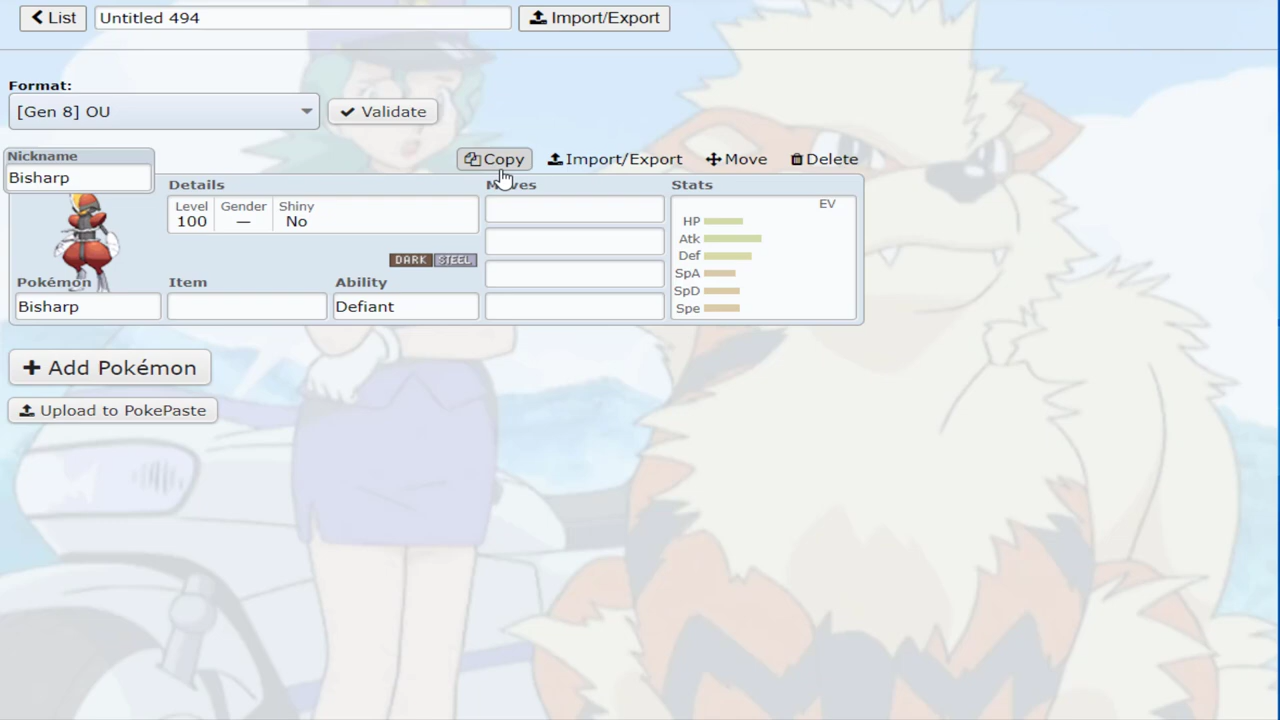 List
Untitled 494
Import/Export
Format:
[Gen 8] OU
Validate
Nickname
Bisharp
Copy
Import/Export
Move
Delete
Details
Moves
Stats
Level
Gender
Shiny
100
—
No
EV
HP
Atk
Def
SpA
SpD
Spe
DARK STEEL
Pokémon
Item
Ability
Bisharp
Defiant
Add Pokémon
Upload to PokePaste